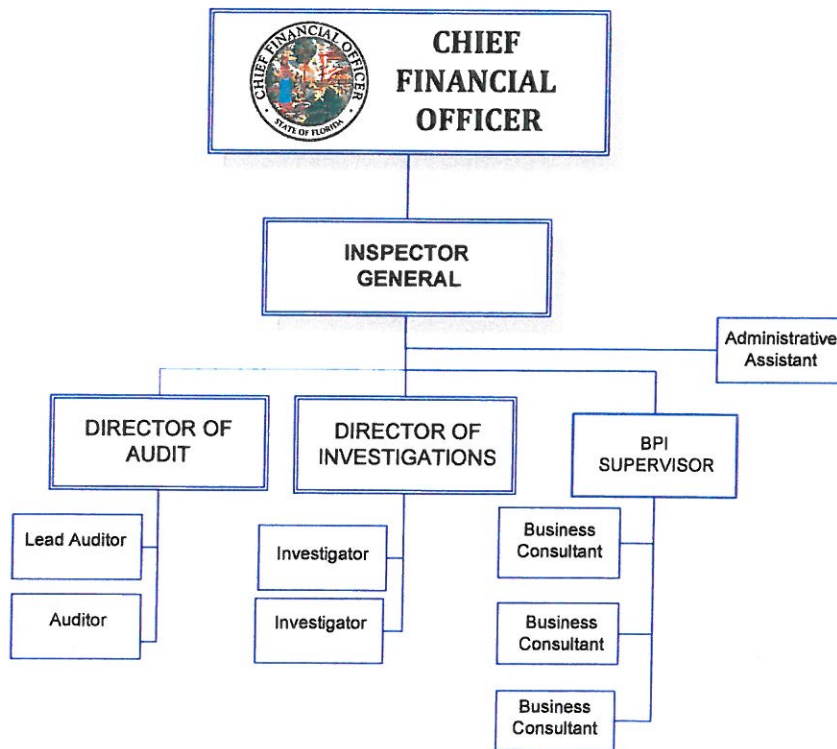 CHIEF FINANCIAL OFFICER
STATE OF FLORIDA
CHIEF
FINANCIAL
OFFICER
INSPECTOR
GENERAL
Administrative
Assistant
DIRECTOR OF
AUDIT
DIRECTOR OF
INVESTIGATIONS
BPI
SUPERVISOR
Lead Auditor
Auditor
Investigator
Investigator
Business
Consultant
Business
Consultant
Business
Consultant